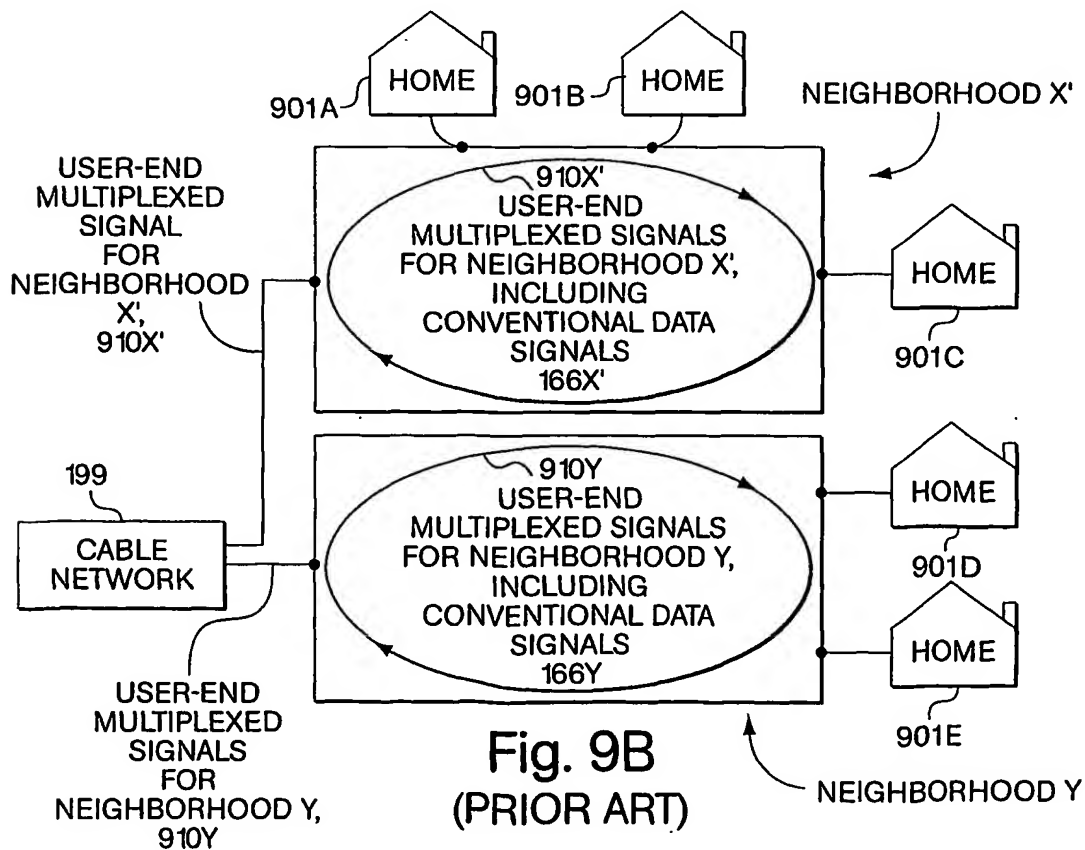 HOME
901A
HOME
901B
NEIGHBORHOOD X'
USER-END
MULTIPLEXED
SIGNAL
FOR
NEIGHBORHOOD
X',
910X'
910X'
USER-END
MULTIPLEXED SIGNALS
FOR NEIGHBORHOOD X',
INCLUDING
CONVENTIONAL DATA
SIGNALS
166X'
HOME
901C
199
CABLE
NETWORK
910Y
USER-END
MULTIPLEXED SIGNALS
FOR NEIGHBORHOOD Y,
INCLUDING
CONVENTIONAL DATA
SIGNALS
166Y
HOME
901D
HOME
901E
USER-END
MULTIPLEXED
SIGNALS
FOR
NEIGHBORHOOD Y,
910Y
Fig. 9B
(PRIOR ART)
NEIGHBORHOOD Y